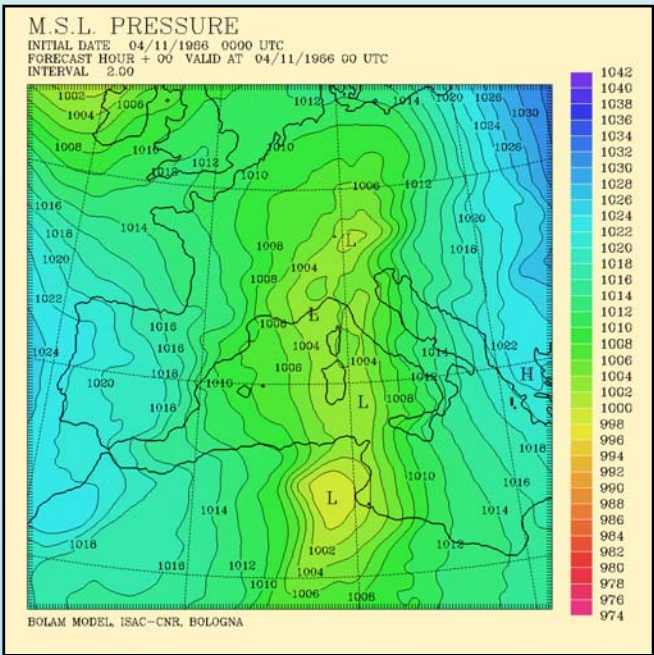 M.S.L. PRESSURE
INITIAL DATE 04/11/1966 0000 UTC
FORECAST HOUR + 00 VALID AT 04/11/1966 00 UTC
INTERVAL 2.00
1002 1006 1012 1014 1020 1026 1030
1004 1024
1008 1016 1012 1010 1026
1018 1010 1006 1012
1016 1014 1020
1018 1008 L 1018
1020 1004
1022 1008
1016 1006 L
1024 1016 1004 1004 1014 1022
1020 1018 1010 1006 1012 H
1018 L 1008
1018
1010 1016
L
1014 1014
1018 1002 1012
1012 1004
1010 1006 1008
1042
1040
1038
1036
1034
1032
1030
1028
1026
1024
1022
1020
1018
1016
1014
1012
1010
1008
1006
1004
1002
1000
998
996
994
992
990
988
986
984
982
980
978
976
974
BOLAM MODEL, ISAC-CNR, BOLOGNA